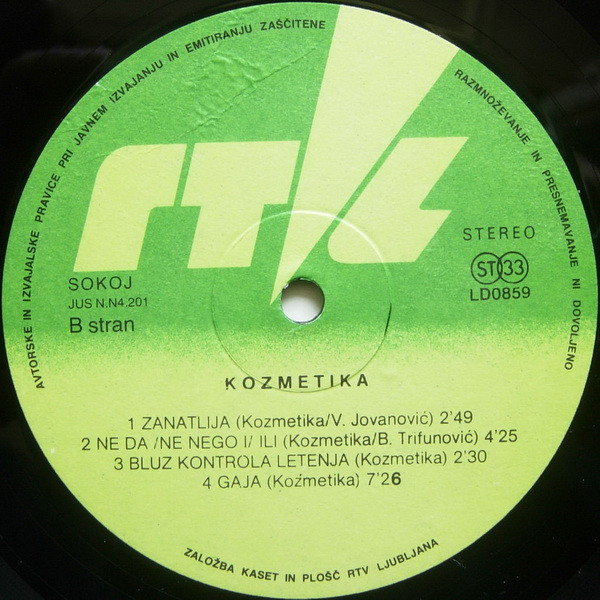 AVTORSKE IN IZVAJALSKE PRAVICE PRI JAVNEM IZVAJANJU IN EMITIRANJU ZAŠČITENE
RAZMNOŽEVANJE IN PRESNEMAVANJE NI DOVOLJENO
rtl
SOKOJ
JUS N.N4.201
B stran
STEREO
ST 33
LD0859
KOZMETIKA
1 ZANATLIJA (Kozmetika/V. Jovanović) 2'49
2 NE DA /NE NEGO I/ ILI (Kozmetika/B. Trifunović) 4'25
3 BLUZ KONTROLA LETENJA (Kozmetika) 2'30
4 GAJA (Kozmetika) 7'26
ZALOŽBA KASET IN PLOŠČ RTV LJUBLJANA